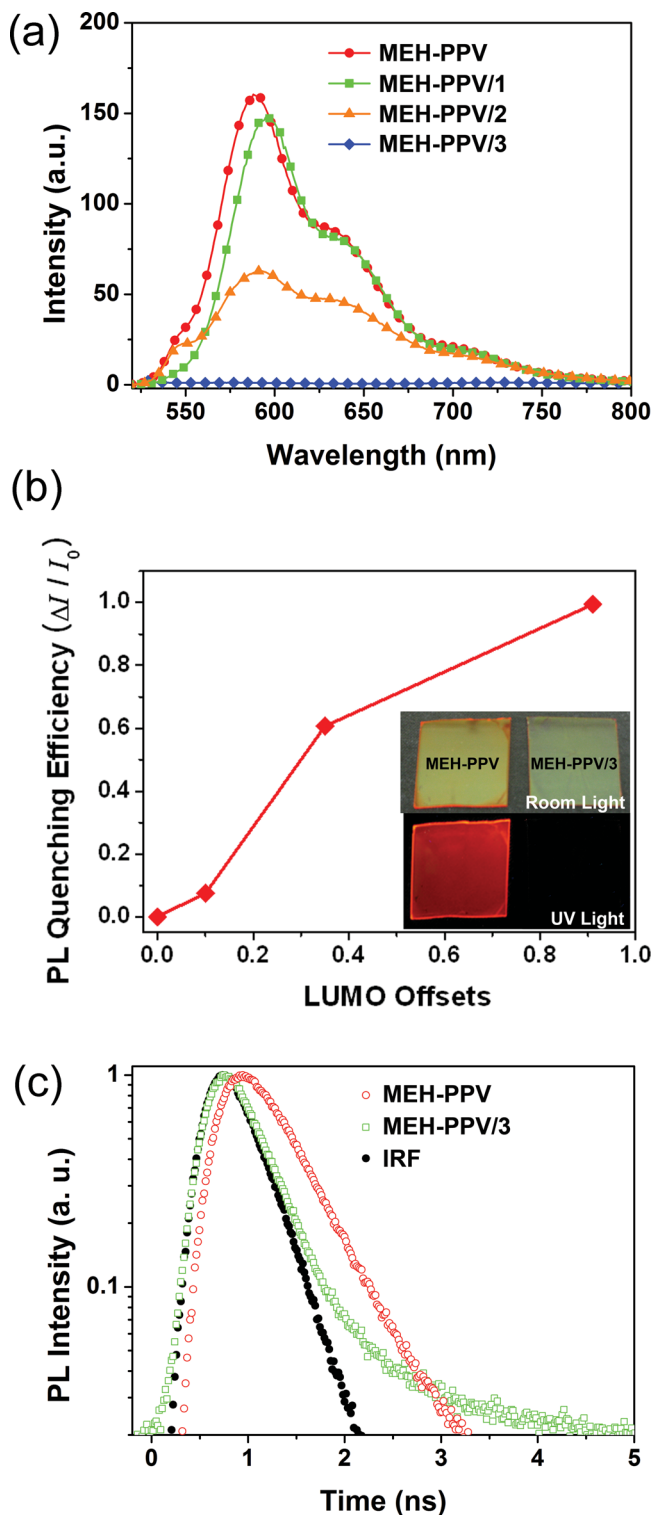 (a)
200
150
100
50
0
Intensity (a.u.)
MEH-PPV
MEH-PPV/1
MEH-PPV/2
MEH-PPV/3
550 600 650 700 750 800
Wavelength (nm)
(b)
PL Quenching Efficiency (ΔI / I₀)
1.0
0.8
0.6
0.4
0.2
0.0
MEH-PPV MEH-PPV/3
Room Light
UV Light
0.0 0.2 0.4 0.6 0.8 1.0
LUMO Offsets
(c)
PL Intensity (a. u.)
1
0.1
MEH-PPV
MEH-PPV/3
IRF
0 1 2 3 4 5
Time (ns)